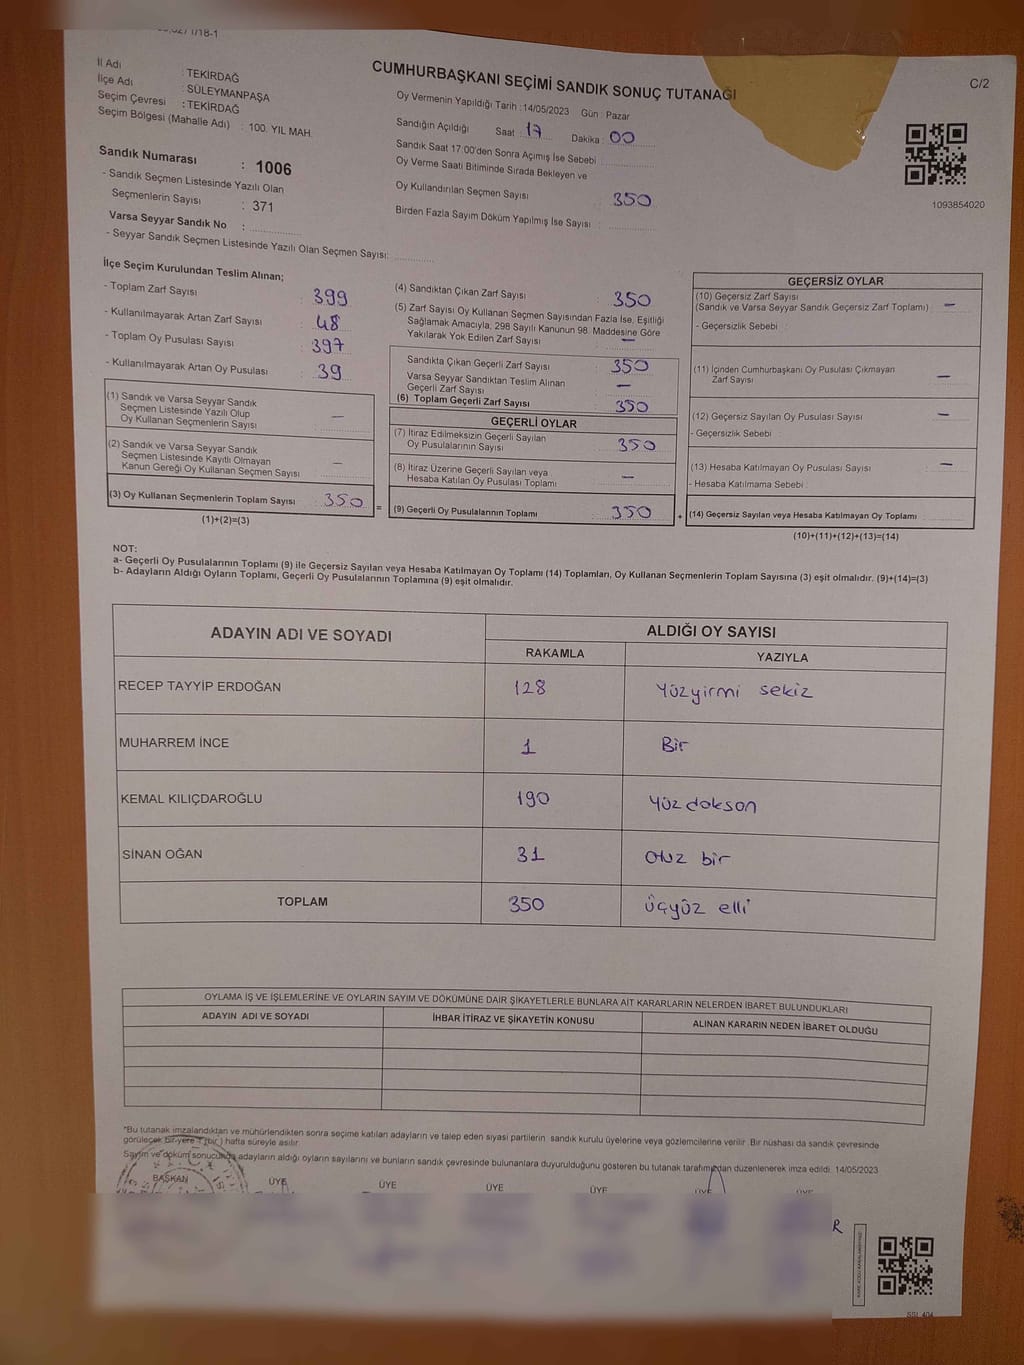 CUMHURBAŞKANI SEÇİMİ SANDIK SONUÇ TUTANAĞI
C/2
İl Adı : TEKİRDAĞ
İlçe Adı : SÜLEYMANPAŞA
Seçim Çevresi : TEKİRDAĞ
Seçim Bölgesi (Mahalle Adı) : 100. YIL MAH.
Sandık Numarası : 1006
- Sandık Seçmen Listesinde Yazılı Olan
Seçmenlerin Sayısı : 371
Varsa Seyyar Sandık No :
- Seyyar Sandık Seçmen Listesinde Yazılı Olan Seçmen Sayısı:
Oy Vermenin Yapıldığı Tarih : 14/05/2023 Gün : Pazar
Sandığın Açıldığı Saat : 17 Dakika : 00
Sandık Saat 17:00'den Sonra Açımış İse Sebebi :
Oy Verme Saati Bitiminde Sırada Bekleyen ve
Oy Kullandırılan Seçmen Sayısı : 350
Birden Fazla Sayım Döküm Yapılmış İse Sayısı :
1093854020
İlçe Seçim Kurulundan Teslim Alınan;
- Toplam Zarf Sayısı : 399
- Kullanılmayarak Artan Zarf Sayısı : 48
- Toplam Oy Pusulası Sayısı : 397
- Kullanılmayarak Artan Oy Pusulası : 39
(1) Sandık ve Varsa Seyyar Sandık
Seçmen Listesinde Yazılı Olup
Oy Kullanan Seçmenlerin Sayısı : —
(2) Sandık ve Varsa Seyyar Sandık
Seçmen Listesinde Kayıtlı Olmayan
Kanun Gereği Oy Kullanan Seçmen Sayısı : —
(3) Oy Kullanan Seçmenlerin Toplam Sayısı : 350
(1)+(2)=(3)
=
(4) Sandıktan Çıkan Zarf Sayısı : 350
(5) Zarf Sayısı Oy Kullanan Seçmen Sayısından Fazla İse, Eşitliği
Sağlamak Amacıyla, 298 Sayılı Kanunun 98. Maddesine Göre
Yakılarak Yok Edilen Zarf Sayısı : —
Sandıkta Çıkan Geçerli Zarf Sayısı : 350
Varsa Seyyar Sandıktan Teslim Alınan
Geçerli Zarf Sayısı : —
(6) Toplam Geçerli Zarf Sayısı : 350
GEÇERLİ OYLAR
(7) İtiraz Edilmeksizin Geçerli Sayılan
Oy Pusulalarının Sayısı : 350
(8) İtiraz Üzerine Geçerli Sayılan veya
Hesaba Katılan Oy Pusulası Toplamı : —
(9) Geçerli Oy Pusulalarının Toplamı : 350
+
GEÇERSİZ OYLAR
(10) Geçersiz Zarf Sayısı
(Sandık ve Varsa Seyyar Sandık Geçersiz Zarf Toplamı) : —
- Geçersizlik Sebebi :
(11) İçinden Cumhurbaşkanı Oy Pusulası Çıkmayan
Zarf Sayısı : —
(12) Geçersiz Sayılan Oy Pusulası Sayısı : —
- Geçersizlik Sebebi :
(13) Hesaba Katılmayan Oy Pusulası Sayısı : —
- Hesaba Katılmama Sebebi :
(14) Geçersiz Sayılan veya Hesaba Katılmayan Oy Toplamı :
(10)+(11)+(12)+(13)=(14)
NOT:
a- Geçerli Oy Pusulalarının Toplamı (9) ile Geçersiz Sayılan veya Hesaba Katılmayan Oy Toplamı (14) Toplamları, Oy Kullanan Seçmenlerin Toplam Sayısına (3) eşit olmalıdır. (9)+(14)=(3)
b- Adayların Aldığı Oyların Toplamı, Geçerli Oy Pusulalarının Toplamına (9) eşit olmalıdır.
ADAYIN ADI VE SOYADI ALDIĞI OY SAYISI
RAKAMLA YAZIYLA
RECEP TAYYİP ERDOĞAN 128 Yüzyirmi sekiz
MUHARREM İNCE 1 Bir
KEMAL KILIÇDAROĞLU 190 Yüz dokson
SİNAN OĞAN 31 Otuz bir
TOPLAM 350 üçyüz elli
OYLAMA İŞ VE İŞLEMLERİNE VE OYLARIN SAYIM VE DÖKÜMÜNE DAİR ŞİKAYETLERLE BUNLARA AİT KARARLARIN NELERDEN İBARET BULUNDUKLARI
ADAYIN ADI VE SOYADI İHBAR İTİRAZ VE ŞİKAYETİN KONUSU ALINAN KARARIN NEDEN İBARET OLDUĞU
*Bu tutanak imzalandıktan ve mühürlendikten sonra seçime katılan adayların ve talep eden siyasi partilerin sandık kurulu üyelerine veya gözlemcilerine verilir. Bir nüshası da sandık çevresinde
görülecek bir yere 1 (bir) hafta süreyle asılır.
Sayım ve döküm sonucunda adayların aldığı oyların sayılarını ve bunların sandık çevresinde bulunanlara duyurulduğunu gösteren bu tutanak tarafımızdan düzenlenerek imza edildi. 14/05/2023
BAŞKAN ÜYE ÜYE ÜYE ÜYE ÜYE ÜYE